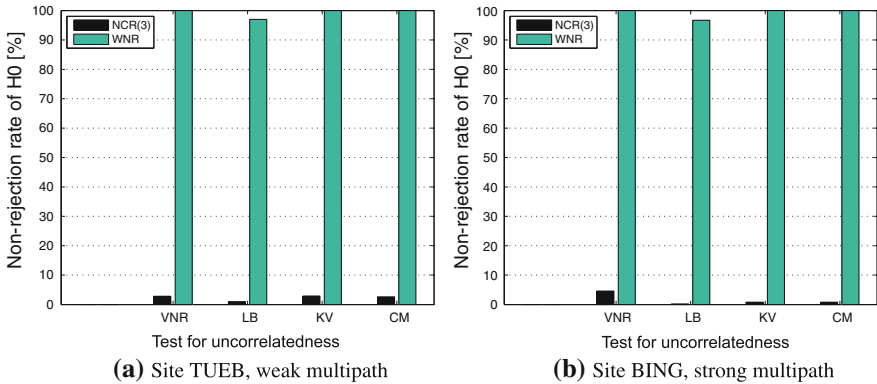 Non-rejection rate of H0 [%]
100
90
80
70
60
50
40
30
20
10
0
NCR(3)
WNR
VNR LB KV CM
Test for uncorrelatedness
(a) Site TUEB, weak multipath
Non-rejection rate of H0 [%]
100
90
80
70
60
50
40
30
20
10
0
NCR(3)
WNR
VNR LB KV CM
Test for uncorrelatedness
(b) Site BING, strong multipath